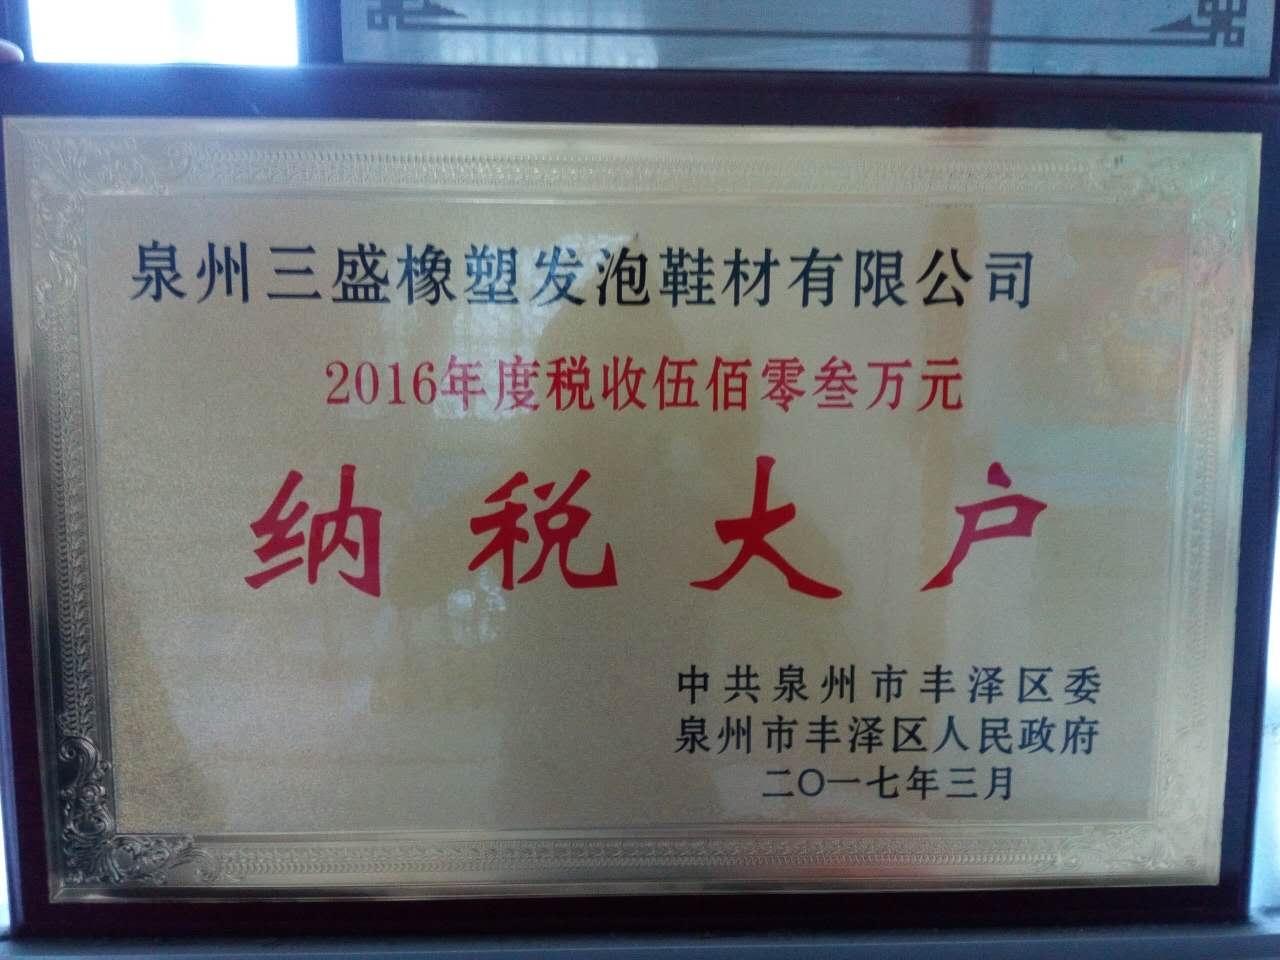 泉州三盛橡塑发泡鞋材有限公司
2016年度税收伍佰零叁万元
纳税大户
中共泉州市丰泽区委
泉州市丰泽区人民政府
二〇一七年三月